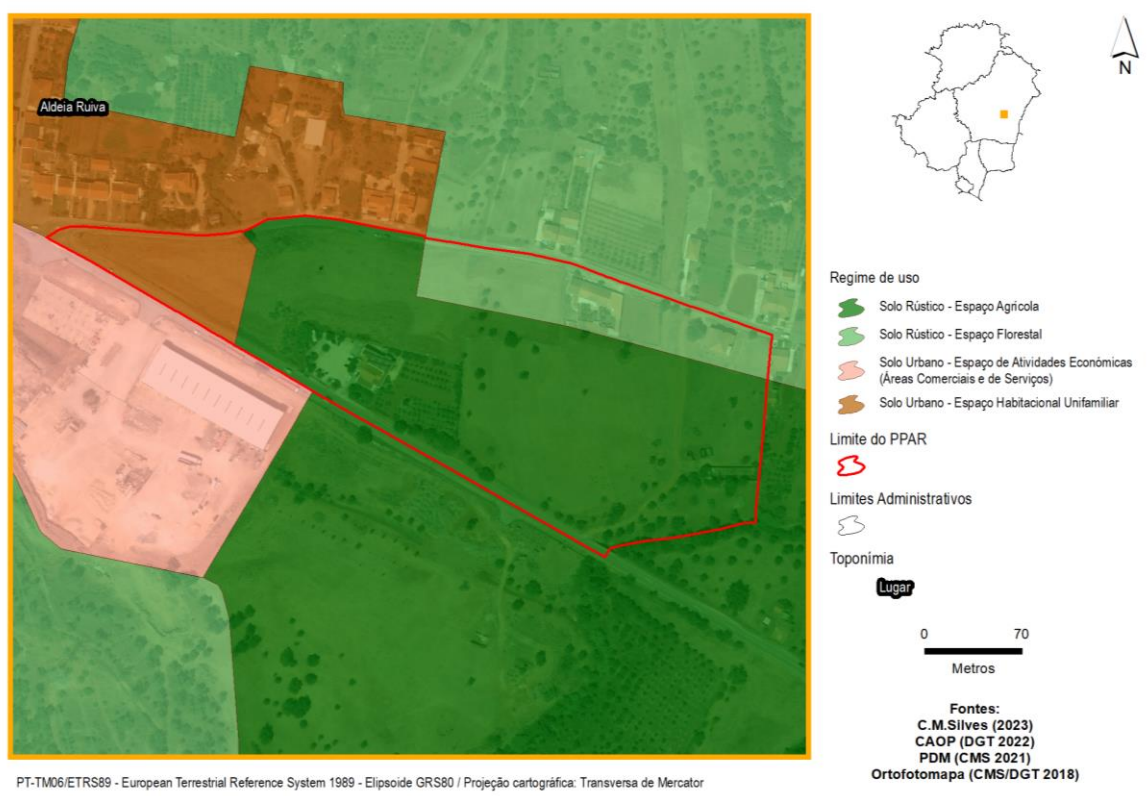 Aldeia Ruiva
N
Regime de uso
Solo Rústico - Espaço Agrícola
Solo Rústico - Espaço Florestal
Solo Urbano - Espaço de Atividades Económicas
(Áreas Comerciais e de Serviços)
Solo Urbano - Espaço Habitacional Unifamiliar
Limite do PPAR
Limites Administrativos
Toponímia
Lugar
0 70
Metros
Fontes:
C.M.Silves (2023)
CAOP (DGT 2022)
PDM (CMS 2021)
Ortofotomapa (CMS/DGT 2018)
PT-TM06/ETRS89 - European Terrestrial Reference System 1989 - Elipsoide GRS80 / Projeção cartográfica: Transversa de Mercator